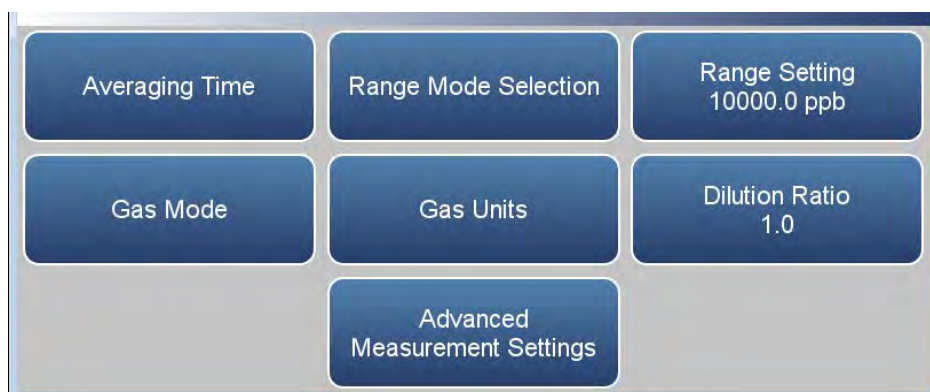 Averaging Time
Range Mode Selection
Range Setting
10000.0 ppb
Gas Mode
Gas Units
Dilution Ratio
1.0
Advanced
Measurement Settings